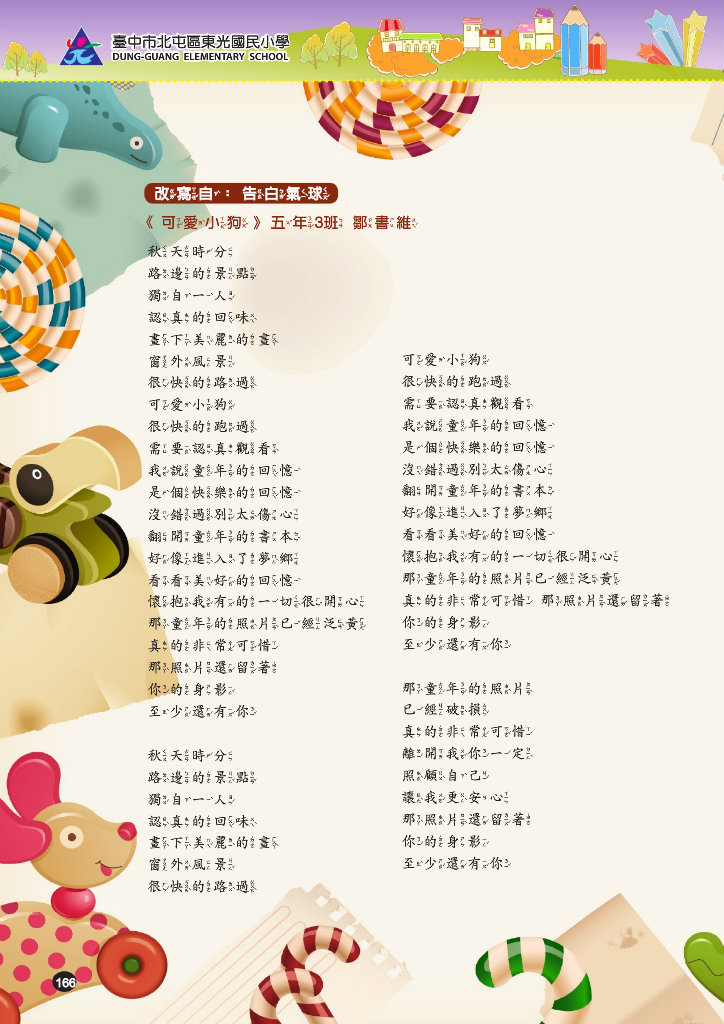 臺中市北屯區東光國民小學
DUNG-GUANG ELEMENTARY SCHOOL
改寫自：告白氣球
《可愛小狗》五年3班 鄒書維
秋天時分
路邊的景點
獨自一人
認真的回味
畫下美麗的畫
窗外風景
很快的路過
可愛小狗
很快的跑過
需要認真觀看
我說童年的回憶
是個快樂的回憶
沒錯過別太傷心
翻開童年的書本
好像進入了夢鄉
看看美好的回憶
懷抱我有的一切很開心
那童年的照片已經泛黃
真的非常可惜
那照片還留著
你的身影
至少還有你
秋天時分
路邊的景點
獨自一人
認真的回味
畫下美麗的畫
窗外風景
很快的路過
可愛小狗
很快的跑過
需要認真觀看
我說童年的回憶
是個快樂的回憶
沒錯過別太傷心
翻開童年的書本
好像進入了夢鄉
看看美好的回憶
懷抱我有的一切很開心
那童年的照片已經泛黃
真的非常可惜 那照片還留著
你的身影
至少還有你
那童年的照片
已經破損
真的非常可惜
離開我你一定
照顧自己
讓我更安心
那照片還留著
你的身影
至少還有你
166